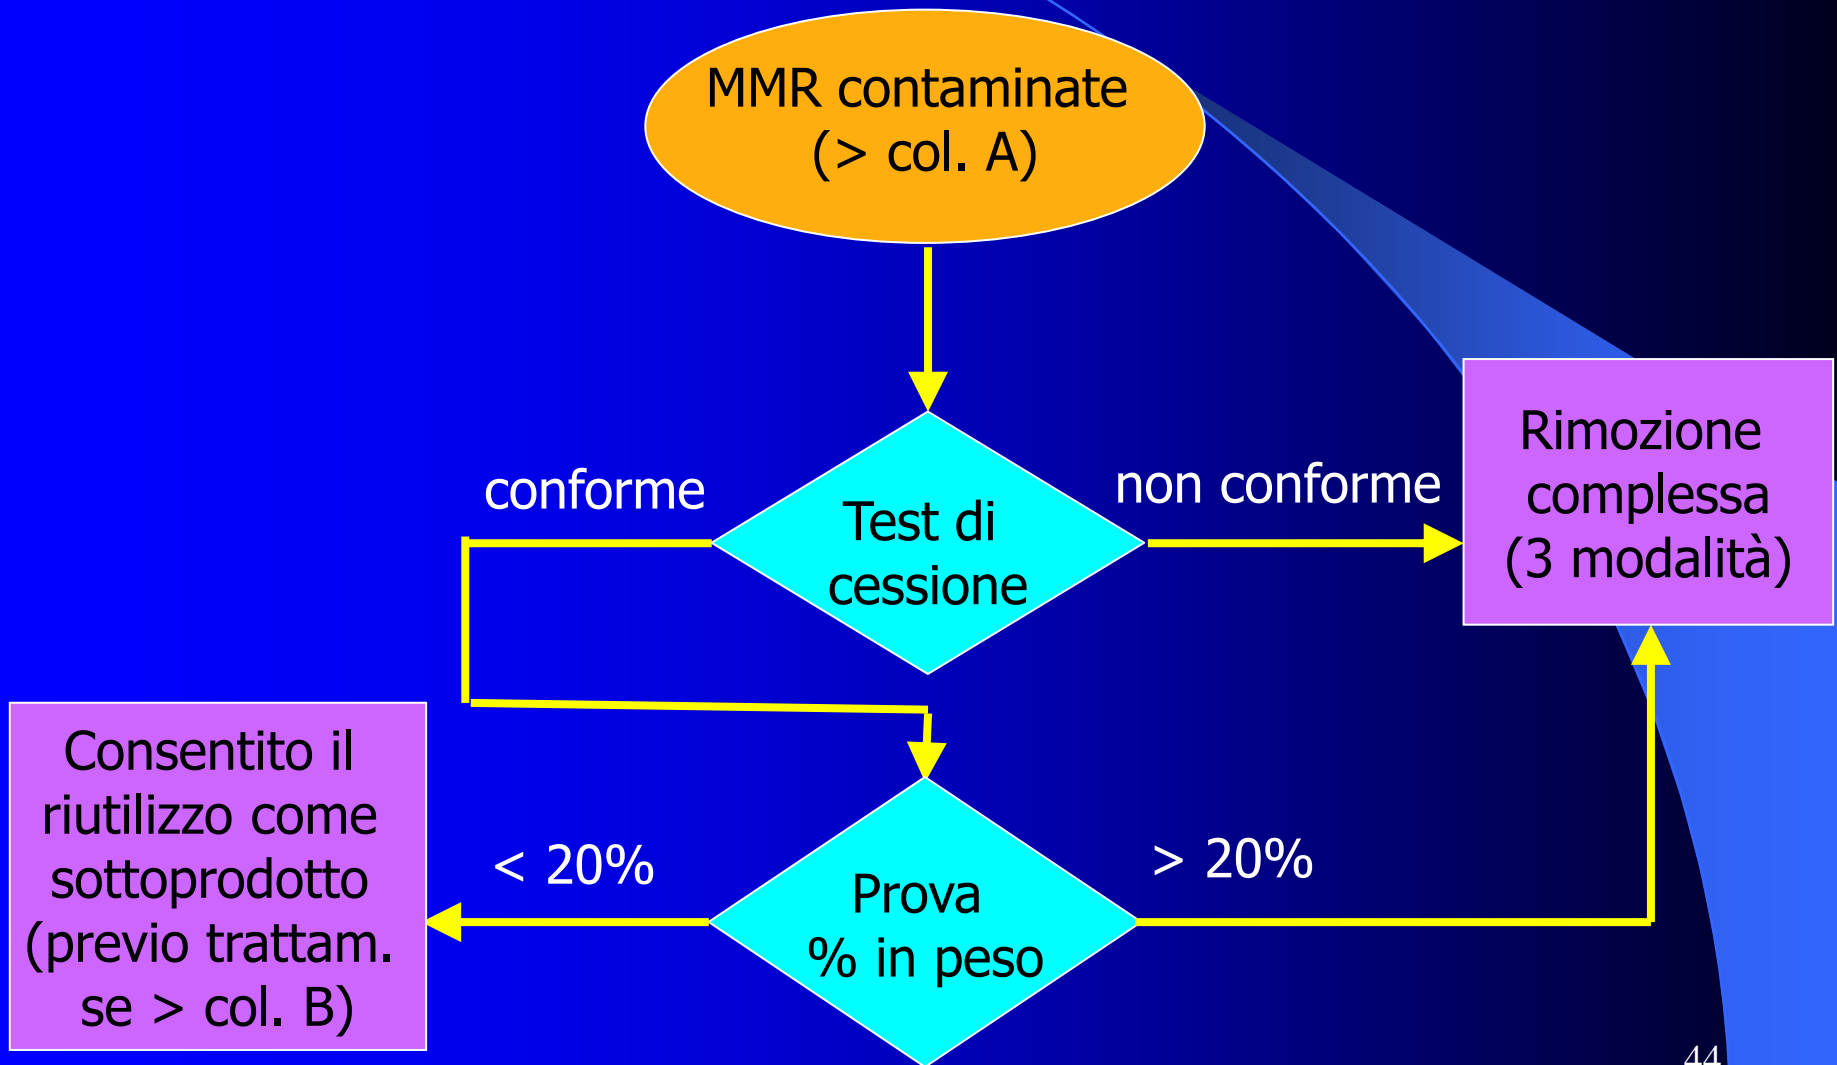 MMR contaminate
(> col. A)
conforme
Test di
cessione
non conforme
Rimozione
complessa
(3 modalità)
Consentito il
riutilizzo come
sottoprodotto
(previo trattam.
se > col. B)
< 20%
Prova
% in peso
> 20%
44